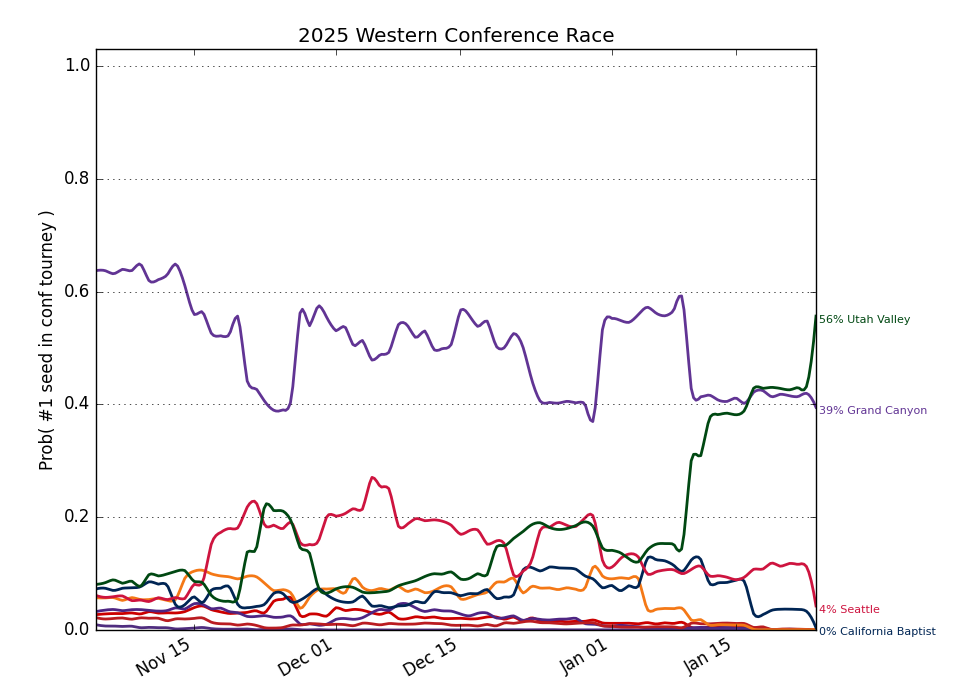 2025 Western Conference Race
Prob( #1 seed in conf tourney )
1.0
0.8
0.6
0.4
0.2
0.0
Nov 15
Dec 01
Dec 15
Jan 01
Jan 15
56% Utah Valley
39% Grand Canyon
4% Seattle
0% California Baptist